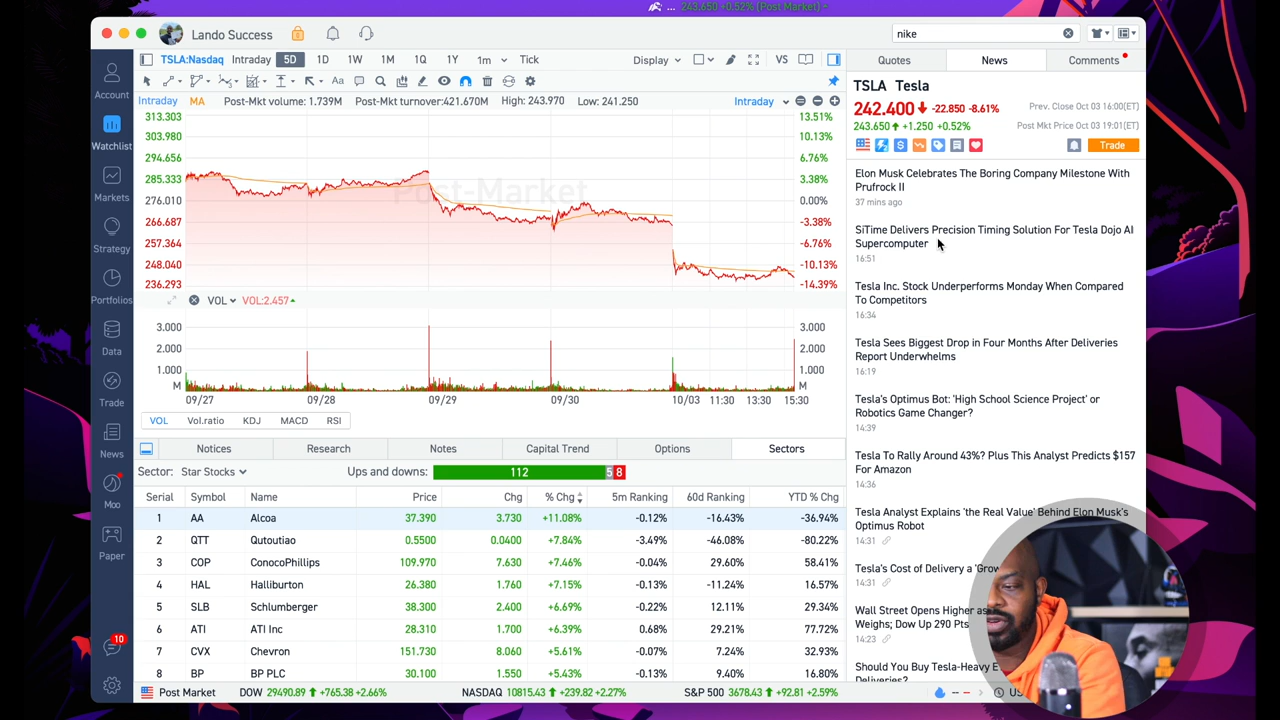 ... 243.650 +0.52% (Post Market)
Lando Success
nike
TSLA:Nasdaq Intraday 5D 1D 1W 1M 1Q 1Y 1m Tick Display VS
Aa
Intraday MA Post-Mkt volume: 1.739M Post-Mkt turnover:421.670M High: 243.970 Low: 241.250 Intraday
Account
Watchlist
Markets
Strategy
Portfolios
Data
Trade
News
Moo
Paper
10
Post-Market
313.303 13.51%
303.980 10.13%
294.656 6.76%
285.333 3.38%
276.010 0.00%
266.687 -3.38%
257.364 -6.76%
248.040 -10.13%
236.293 -14.39%
VOL VOL:2.457
3.000 3.000
2.000 2.000
1.000 1.000
M M
09/27 09/28 09/29 09/30 10/03 11:30 13:30 15:30
VOL Vol.ratio KDJ MACD RSI
Notices Research Notes Capital Trend Options Sectors
Sector: Star Stocks Ups and downs: 112 5 8
Serial Symbol Name Price Chg % Chg 5m Ranking 60d Ranking YTD % Chg
1 AA Alcoa 37.390 3.730 +11.08% -0.12% -16.43% -36.94%
2 QTT Qutoutiao 0.5500 0.0400 +7.84% -3.49% -46.08% -80.22%
3 COP ConocoPhillips 109.970 7.630 +7.46% -0.04% 29.60% 58.41%
4 HAL Halliburton 26.380 1.760 +7.15% -0.13% -11.24% 16.57%
5 SLB Schlumberger 38.300 2.400 +6.69% -0.22% 12.11% 29.34%
6 ATI ATI Inc 28.310 1.700 +6.39% 0.68% 29.21% 77.72%
7 CVX Chevron 151.730 8.060 +5.61% -0.07% 7.24% 32.93%
8 BP BP PLC 30.100 1.550 +5.43% -0.13% 9.40% 16.80%
Post Market DOW 29490.89 +765.38 +2.66% NASDAQ 10815.43 +239.82 +2.27% S&P 500 3678.43 +92.81 +2.59% -- -- US
Quotes News Comments
TSLA Tesla
242.400 -22.850 -8.61% Prev. Close Oct 03 16:00(ET)
243.650 +1.250 +0.52% Post Mkt Price Oct 03 19:01(ET)
Trade
Elon Musk Celebrates The Boring Company Milestone With
Prufrock II
37 mins ago
SiTime Delivers Precision Timing Solution For Tesla Dojo AI
Supercomputer
16:51
Tesla Inc. Stock Underperforms Monday When Compared
To Competitors
16:34
Tesla Sees Biggest Drop in Four Months After Deliveries
Report Underwhelms
16:19
Tesla's Optimus Bot: 'High School Science Project' or
Robotics Game Changer?
14:39
Tesla To Rally Around 43%? Plus This Analyst Predicts $157
For Amazon
14:36
Tesla Analyst Explains 'the Real Value' Behind Elon Musk's
Optimus Robot
14:31
Tesla's Cost of Delivery a 'Grow
14:31
Wall Street Opens Higher as
Weighs; Dow Up 290 Pts
14:23
Should You Buy Tesla-Heavy E
Deliveries?